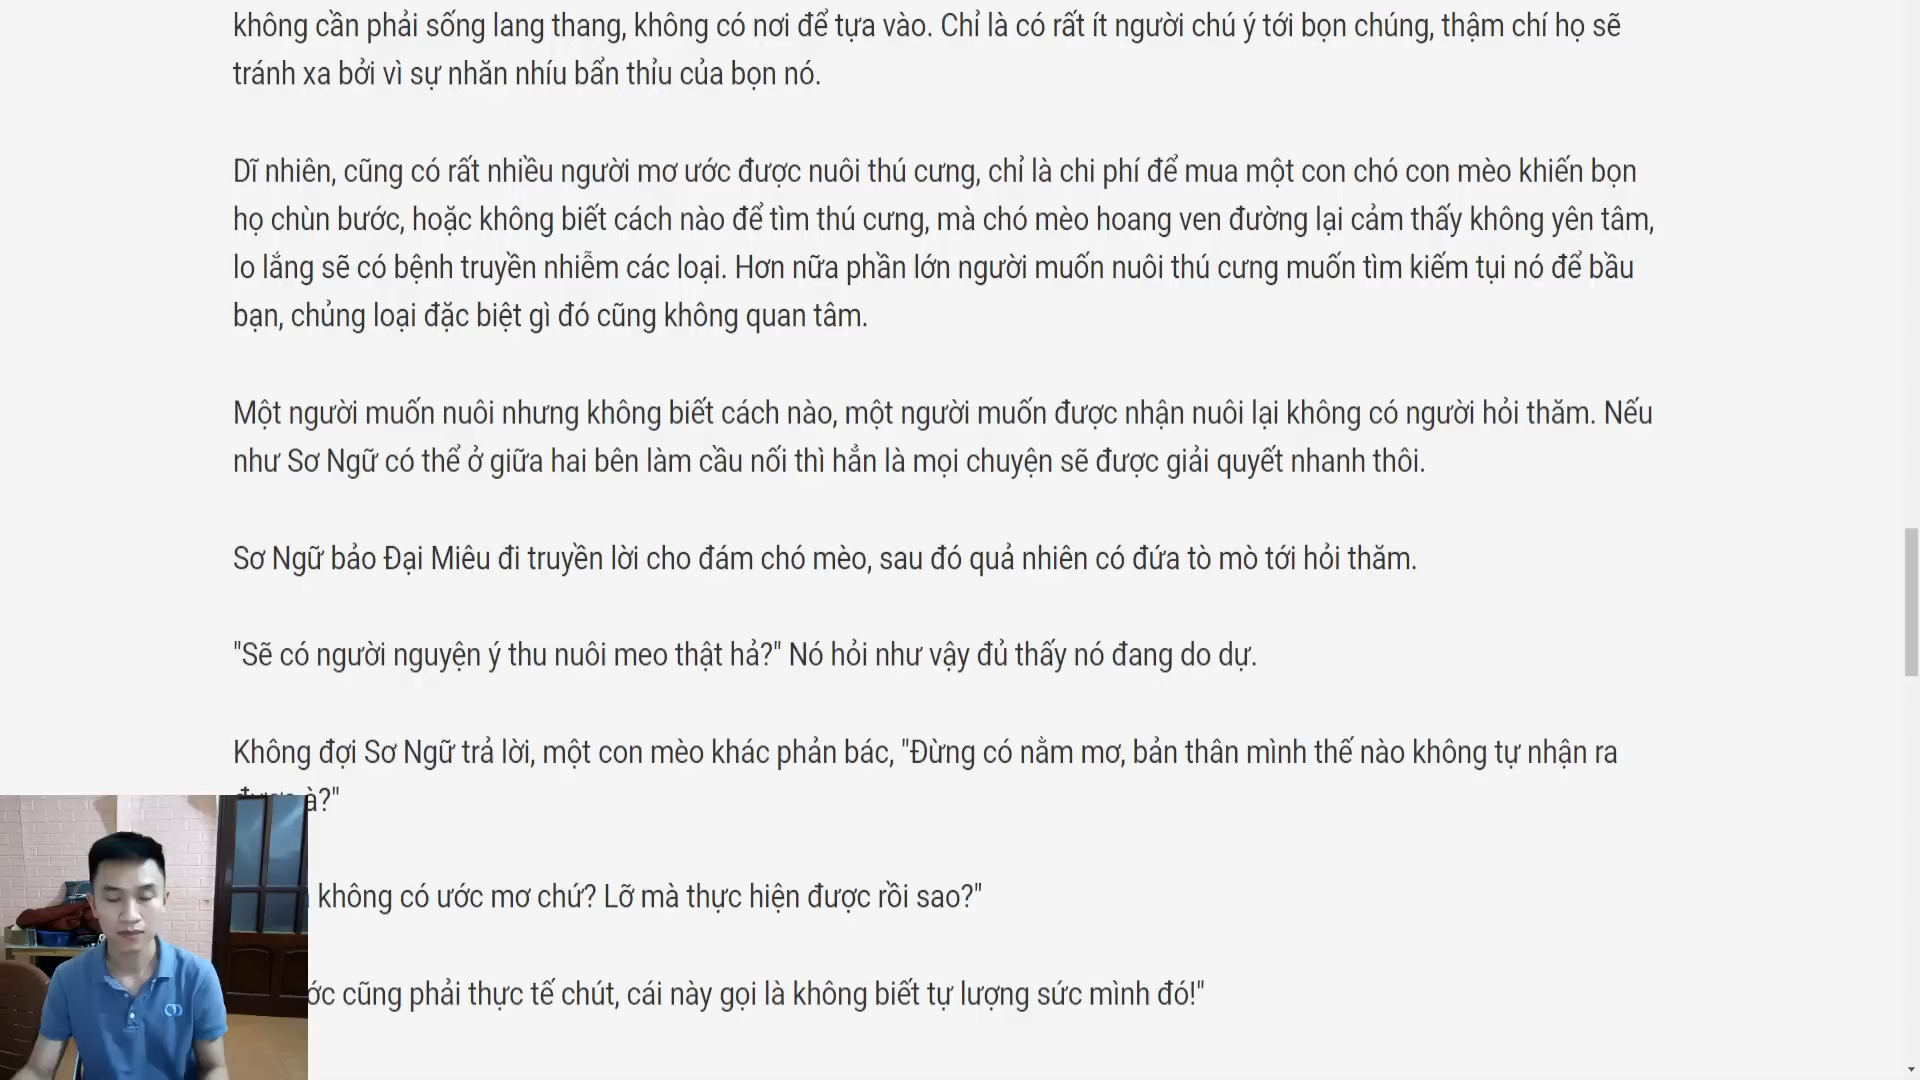 không cần phải sống lang thang, không có nơi để tựa vào. Chỉ là có rất ít người chú ý tới bọn chúng, thậm chí họ sẽ
tránh xa bởi vì sự nhăn nhíu bẩn thỉu của bọn nó.
Dĩ nhiên, cũng có rất nhiều người mơ ước được nuôi thú cưng, chỉ là chi phí để mua một con chó con mèo khiến bọn
họ chùn bước, hoặc không biết cách nào để tìm thú cưng, mà chó mèo hoang ven đường lại cảm thấy không yên tâm,
lo lắng sẽ có bệnh truyền nhiễm các loại. Hơn nữa phần lớn người muốn nuôi thú cưng muốn tìm kiếm tụi nó để bầu
bạn, chủng loại đặc biệt gì đó cũng không quan tâm.
Một người muốn nuôi nhưng không biết cách nào, một người muốn được nhận nuôi lại không có người hỏi thăm. Nếu
như Sơ Ngữ có thể ở giữa hai bên làm cầu nối thì hẳn là mọi chuyện sẽ được giải quyết nhanh thôi.
Sơ Ngữ bảo Đại Miêu đi truyền lời cho đám chó mèo, sau đó quả nhiên có đứa tò mò tới hỏi thăm.
"Sẽ có người nguyện ý thu nuôi meo thật hả?" Nó hỏi như vậy đủ thấy nó đang do dự.
Không đợi Sơ Ngữ trả lời, một con mèo khác phản bác, "Đừng có nằm mơ, bản thân mình thế nào không tự nhận ra
à?"
không có ước mơ chứ? Lỡ mà thực hiện được rồi sao?"
cũng phải thực tế chút, cái này gọi là không biết tự lượng sức mình đó!"